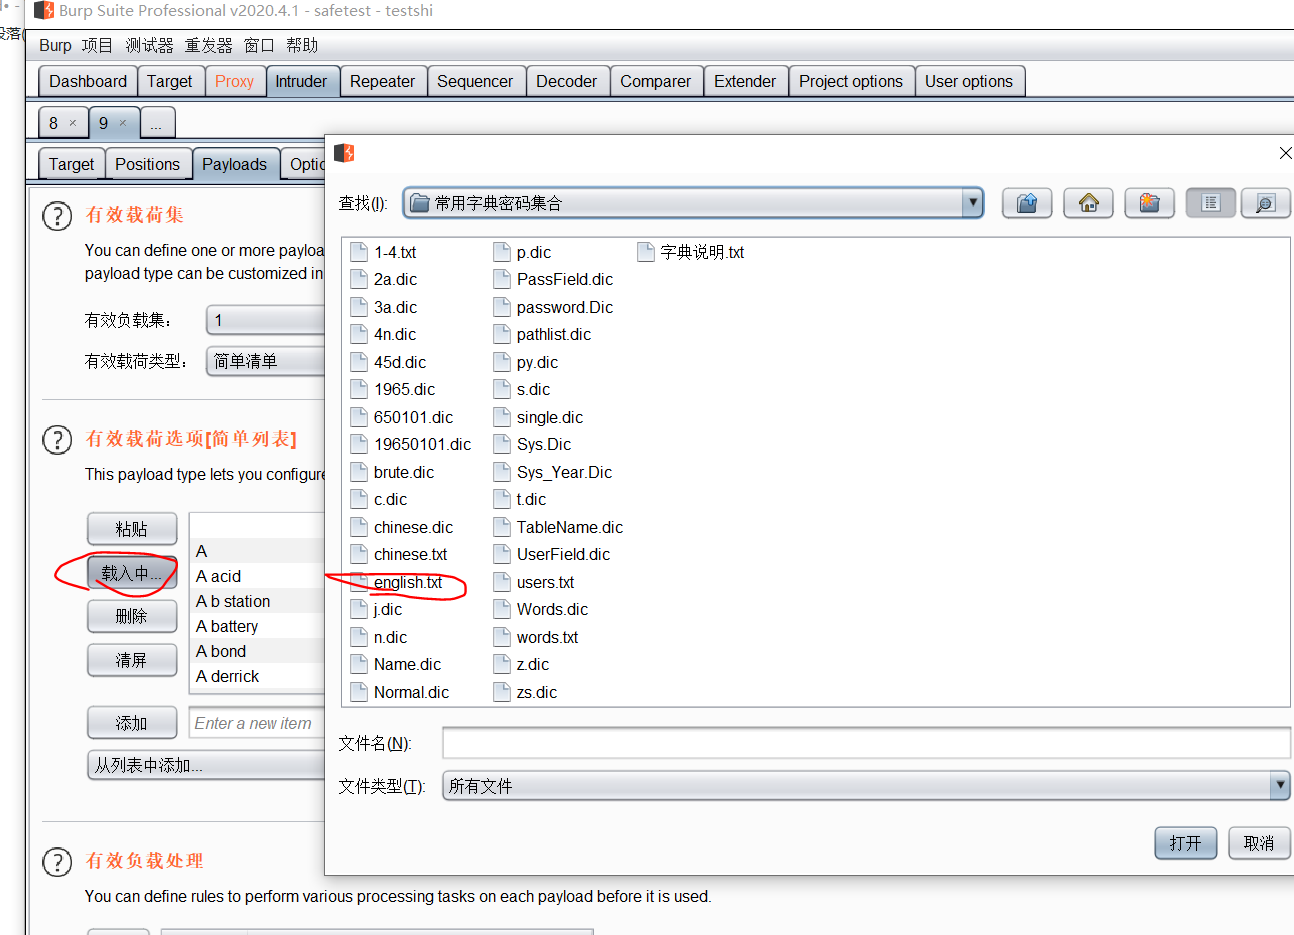 Burp Suite Professional v2020.4.1 - safetest - testshi
Burp 项目 测试器 重发器 窗口 帮助
Dashboard Target Proxy Intruder Repeater Sequencer Decoder Comparer Extender Project options User options
8 × 9 × ...
Target Positions Payloads
有效载荷集
You can define one or more
payload type can be customized in
有效负载集: 1
有效载荷类型: 简单清单
有效载荷选项[简单列表]
This payload type lets you
粘贴
载入中...
删除
清屏
添加
从列表中添加...
A
A acid
A b station
A battery
A bond
A derrick
Enter a new item
有效负载处理
You can define rules to perform various processing tasks on each payload before it is used.
查找(I): 常用字典密码集合
1-4.txt
2a.dic
3a.dic
4n.dic
45d.dic
1965.dic
650101.dic
19650101.dic
brute.dic
c.dic
chinese.dic
chinese.txt
english.txt
j.dic
n.dic
Name.dic
Normal.dic
p.dic
PassField.dic
password.Dic
pathlist.dic
py.dic
s.dic
single.dic
Sys.Dic
Sys_Year.Dic
t.dic
TableName.dic
UserField.dic
users.txt
Words.dic
words.txt
z.dic
zs.dic
字典说明.txt
文件名(N):
文件类型(T): 所有文件
打开 取消